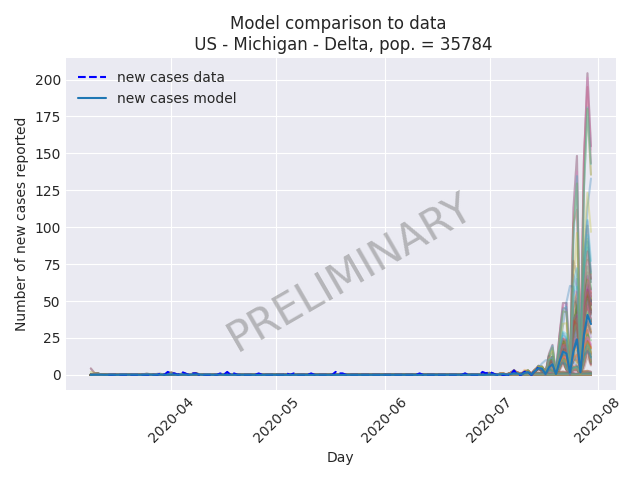 Model comparison to data
US - Michigan - Delta, pop. = 35784
new cases data
new cases model
Number of new cases reported
200
175
150
125
100
75
50
25
0
PRELIMINARY
2020-04
2020-05
2020-06
2020-07
2020-08
Day